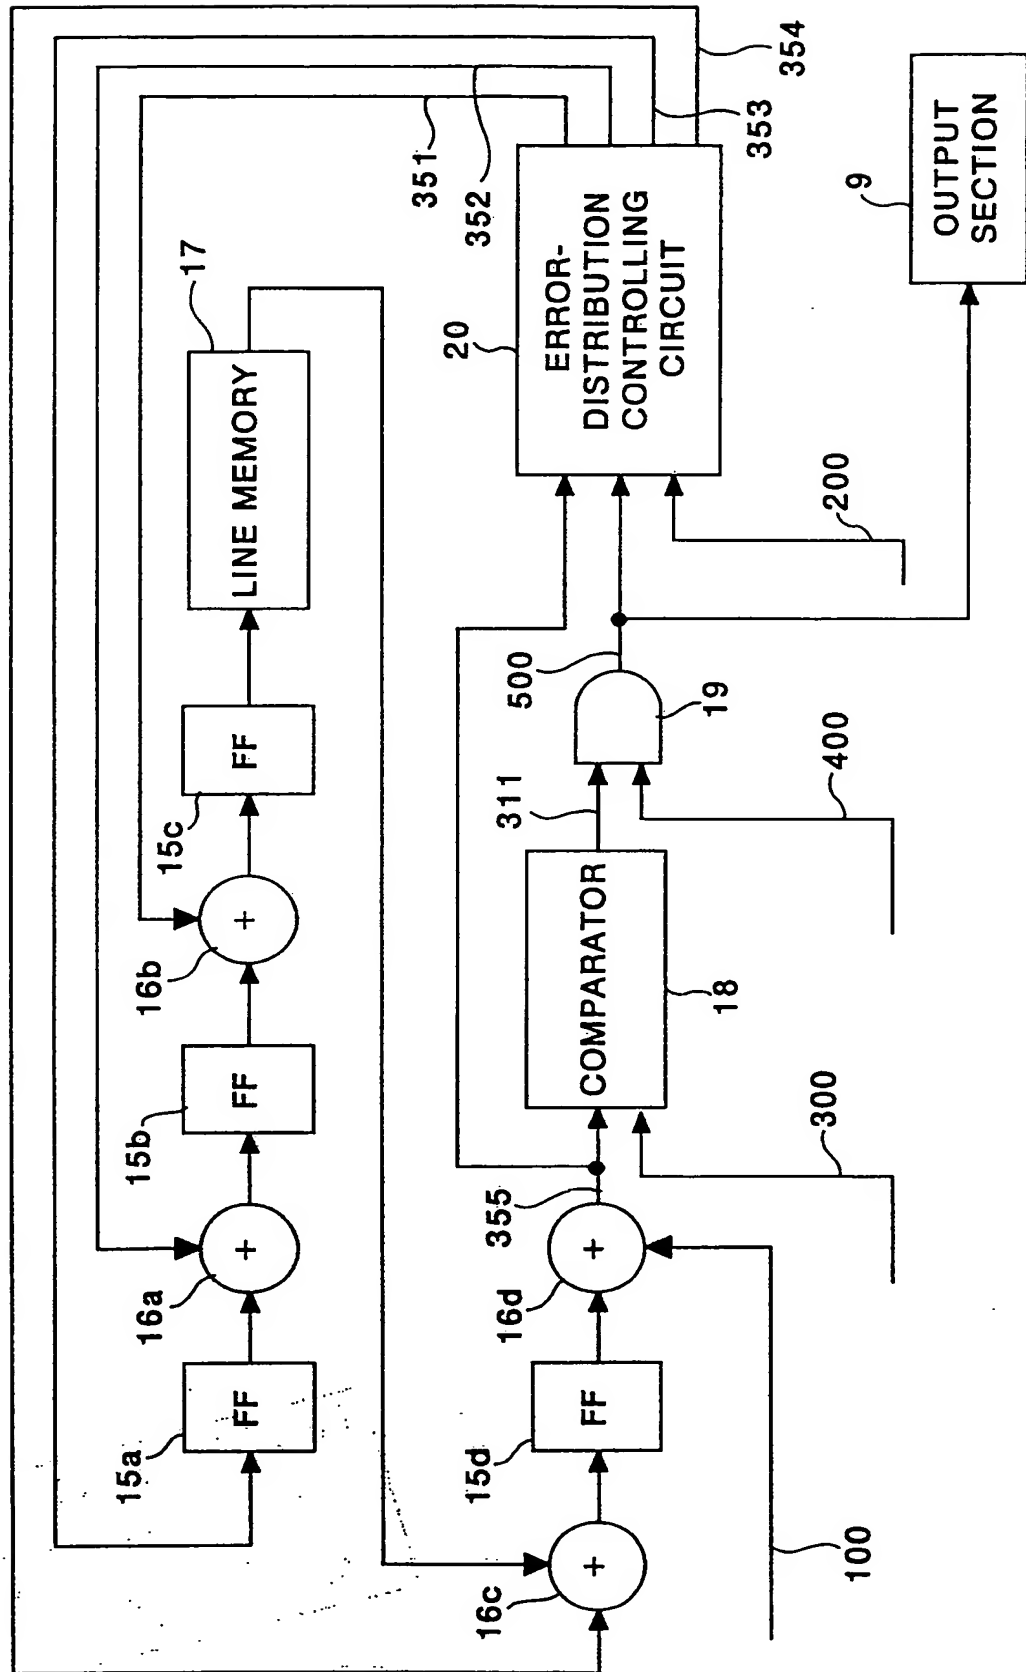 354
353
352
351
17
LINE MEMORY
FF
15c
+
16b
FF
15b
+
16a
FF
15a
20
ERROR-
DISTRIBUTION
CONTROLLING
CIRCUIT
9
OUTPUT
SECTION
200
500
19
400
311
COMPARATOR
18
300
355
+
16d
FF
15d
+
16c
100